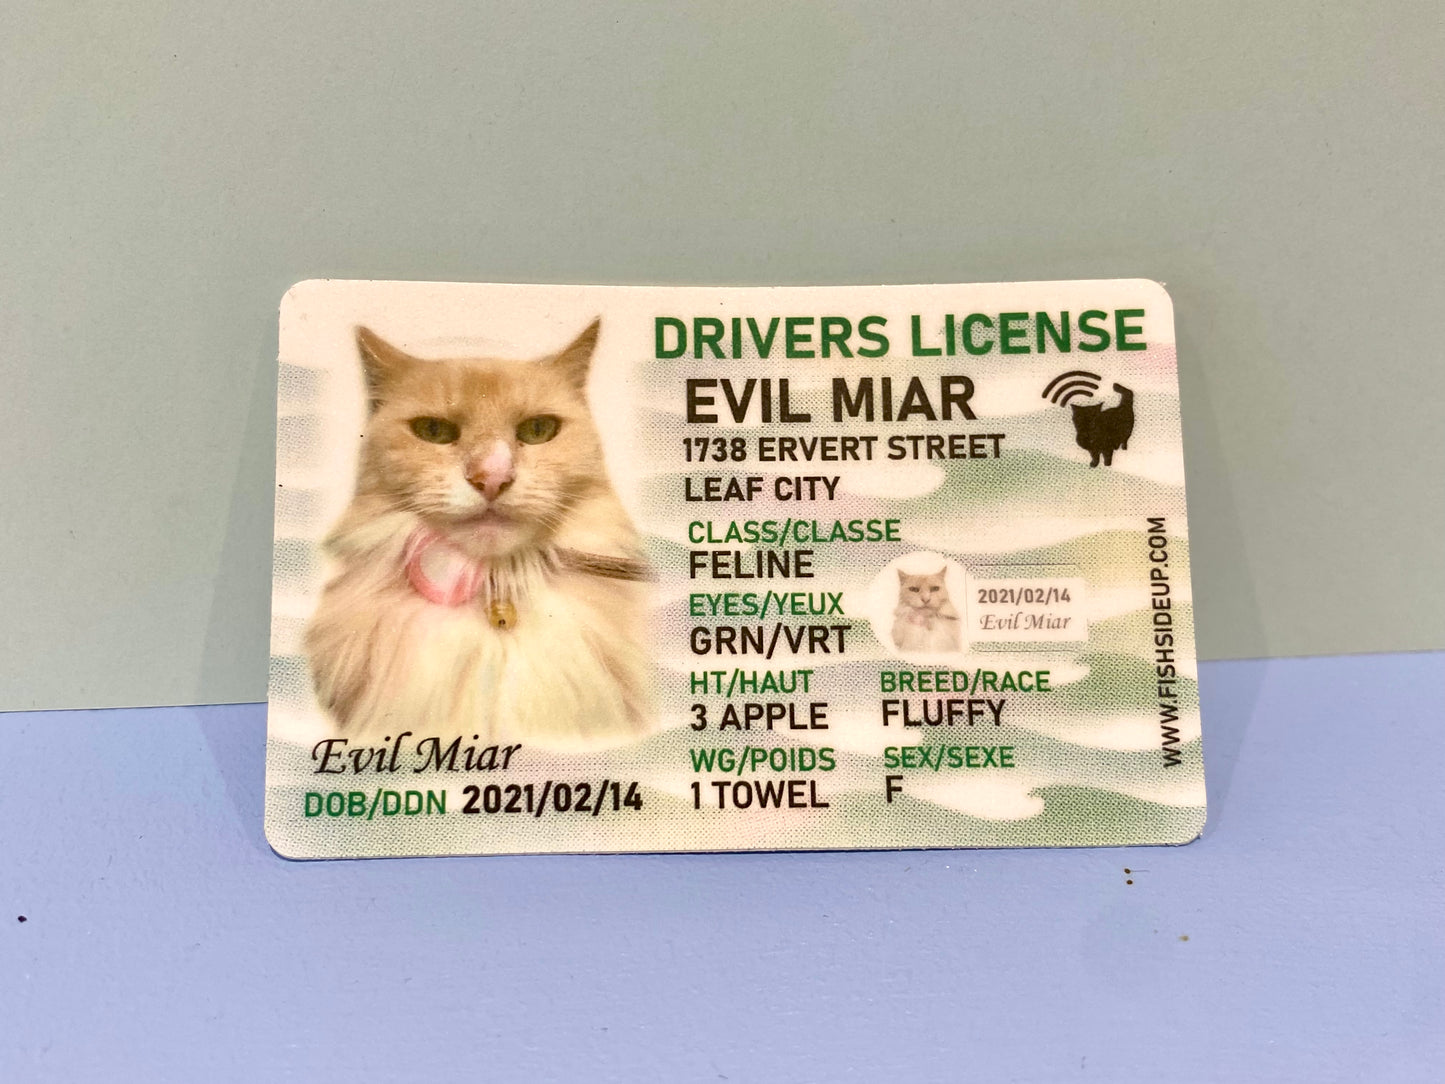 DRIVERS LICENSE
EVIL MIAR
1738 ERVERT STREET
LEAF CITY
CLASS/CLASSE
FELINE
EYES/YEUX
GRN/VRT
2021/02/14
Evil Miar
HT/HAUT BREED/RACE
3 APPLE FLUFFY
WG/POIDS SEX/SEXE
1 TOWEL F
Evil Miar
DOB/DDN 2021/02/14
WWW.FISHSIDEUP.COM